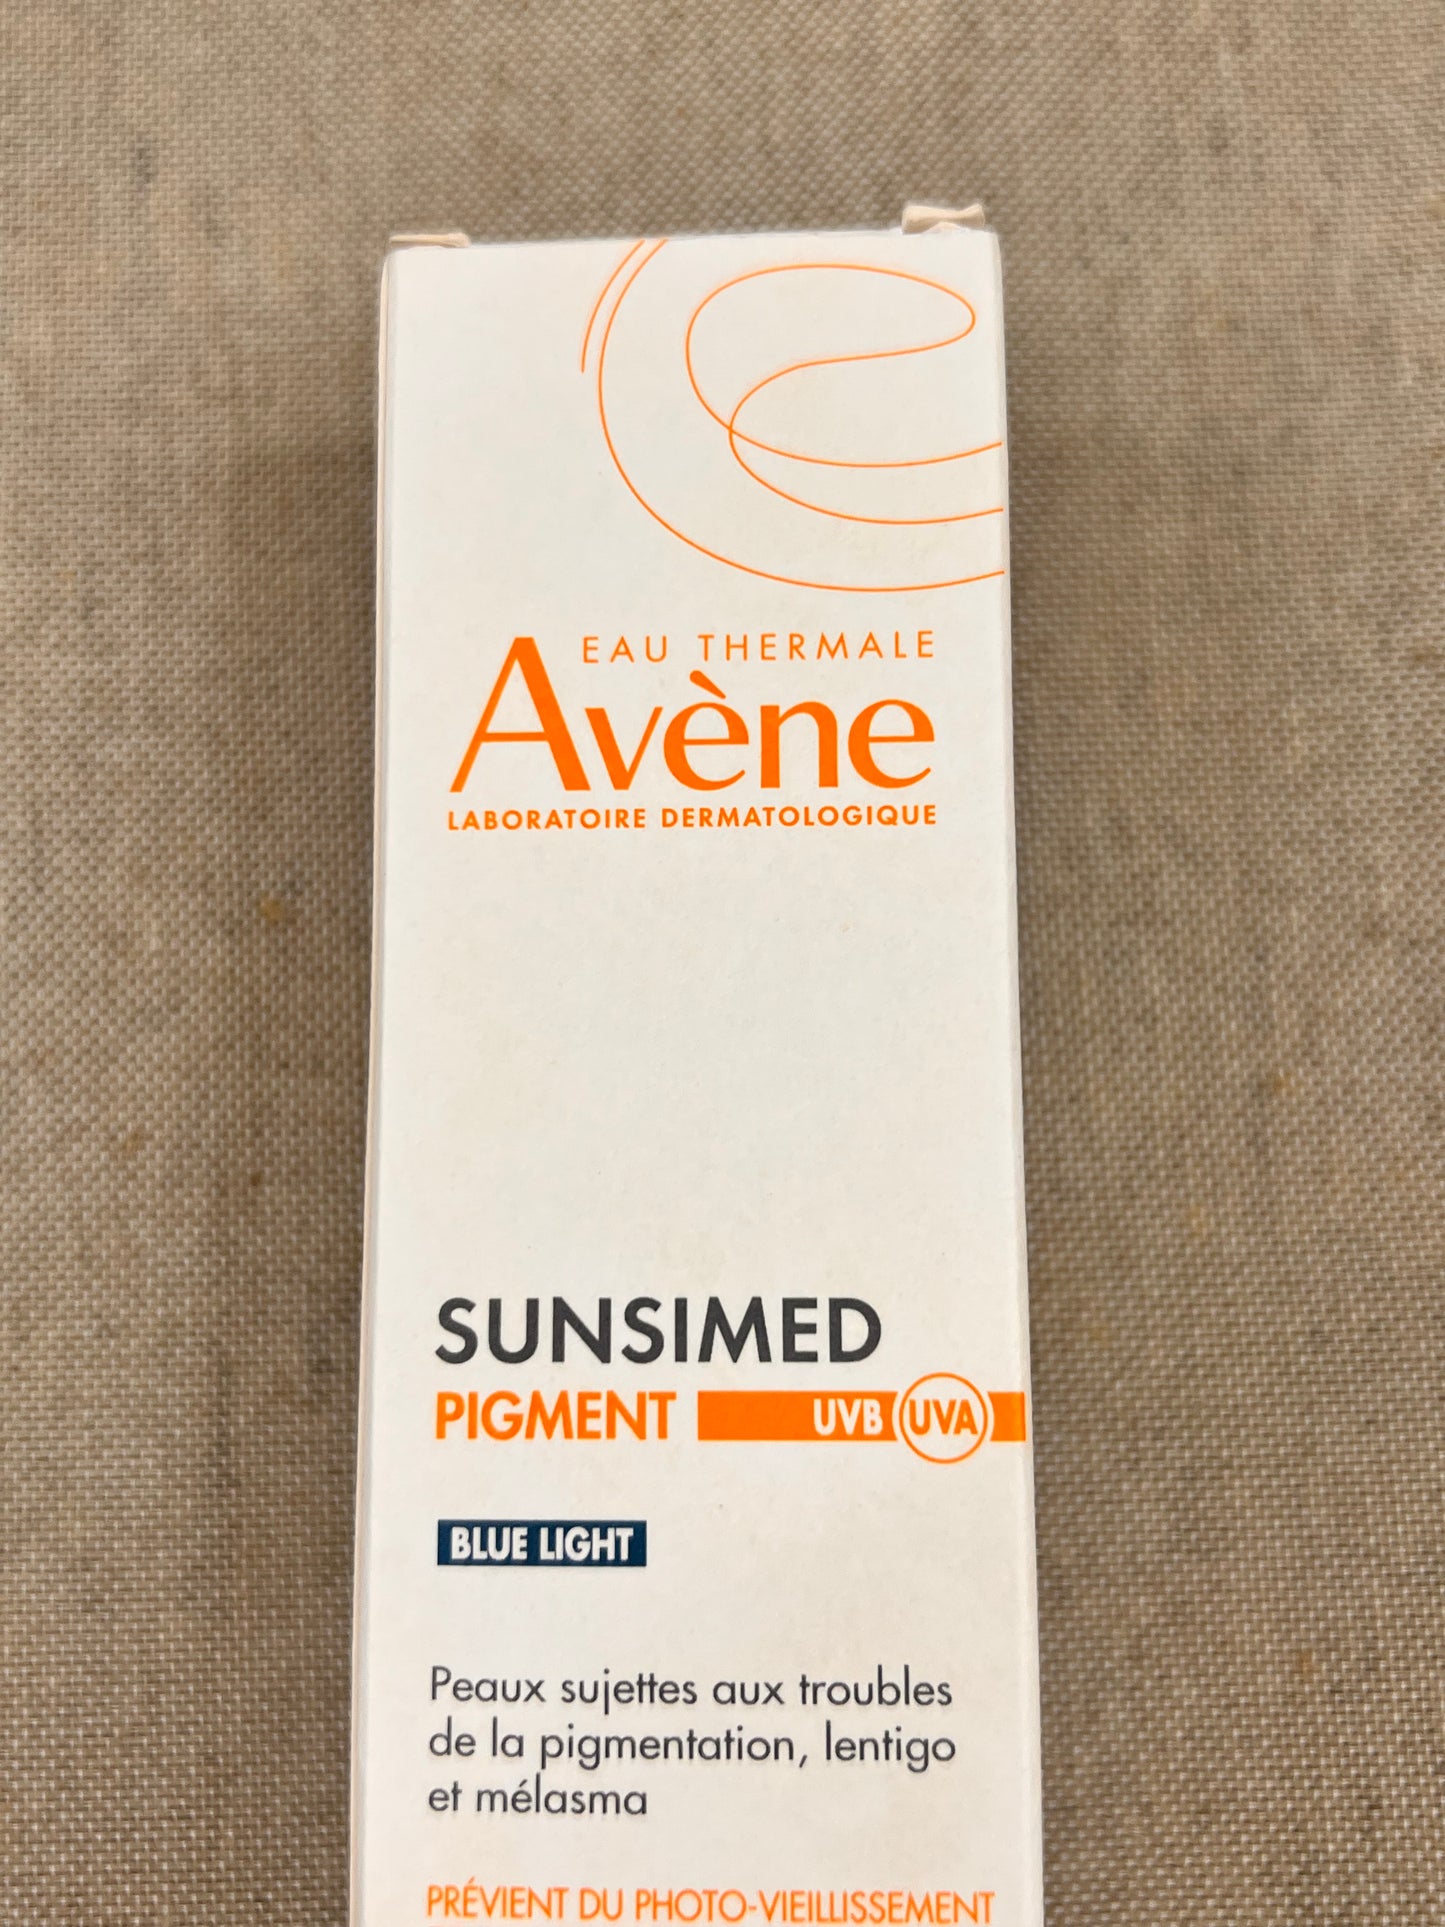 EAU THERMALE
Avène
LABORATOIRE DERMATOLOGIQUE
SUNSIMED
PIGMENT UVB UVA
BLUE LIGHT
Peaux sujettes aux troubles
de la pigmentation, lentigo
et mélasma
PRÉVIENT DU PHOTO-VIEILLISSEMENT